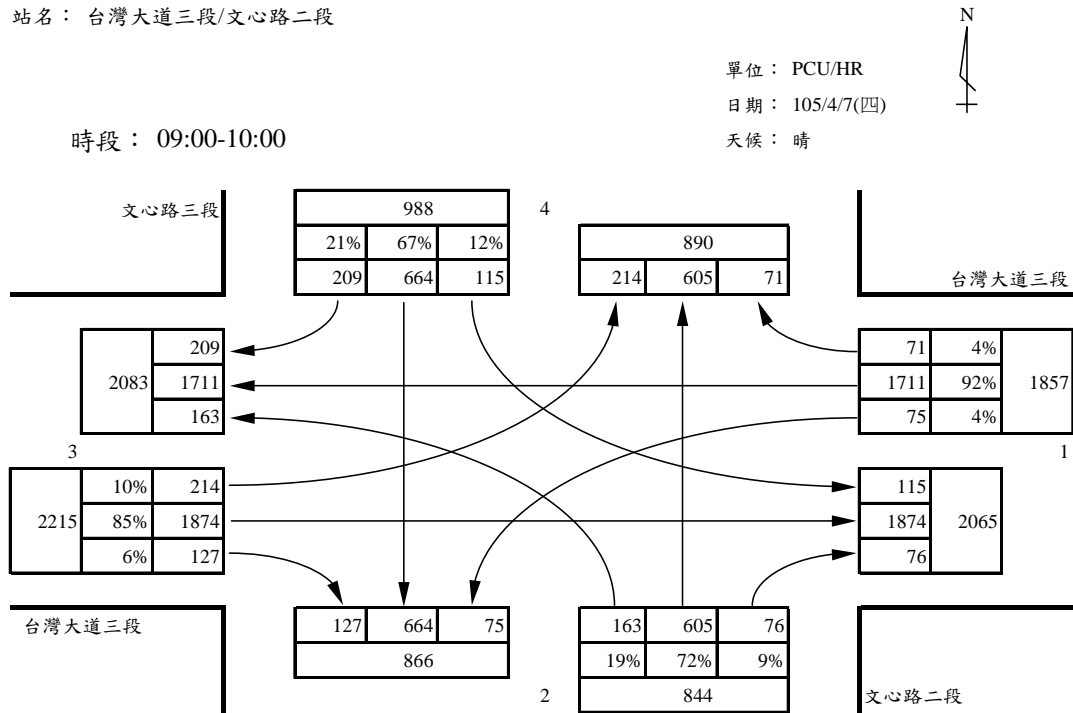 站名： 台灣大道三段/文心路二段
N
單位： PCU/HR
日期： 105/4/7(四)
天候： 晴
時段： 09:00-10:00
文心路三段
988
4
21% 67% 12%
890
209 664 115
214 605 71
台灣大道三段
209
71 4%
2083 1711
1711 92% 1857
163
75 4%
3
1
10% 214
115
2215 85% 1874
1874 2065
6% 127
76
台灣大道三段
127 664 75
163 605 76
866
19% 72% 9%
2
844
文心路二段